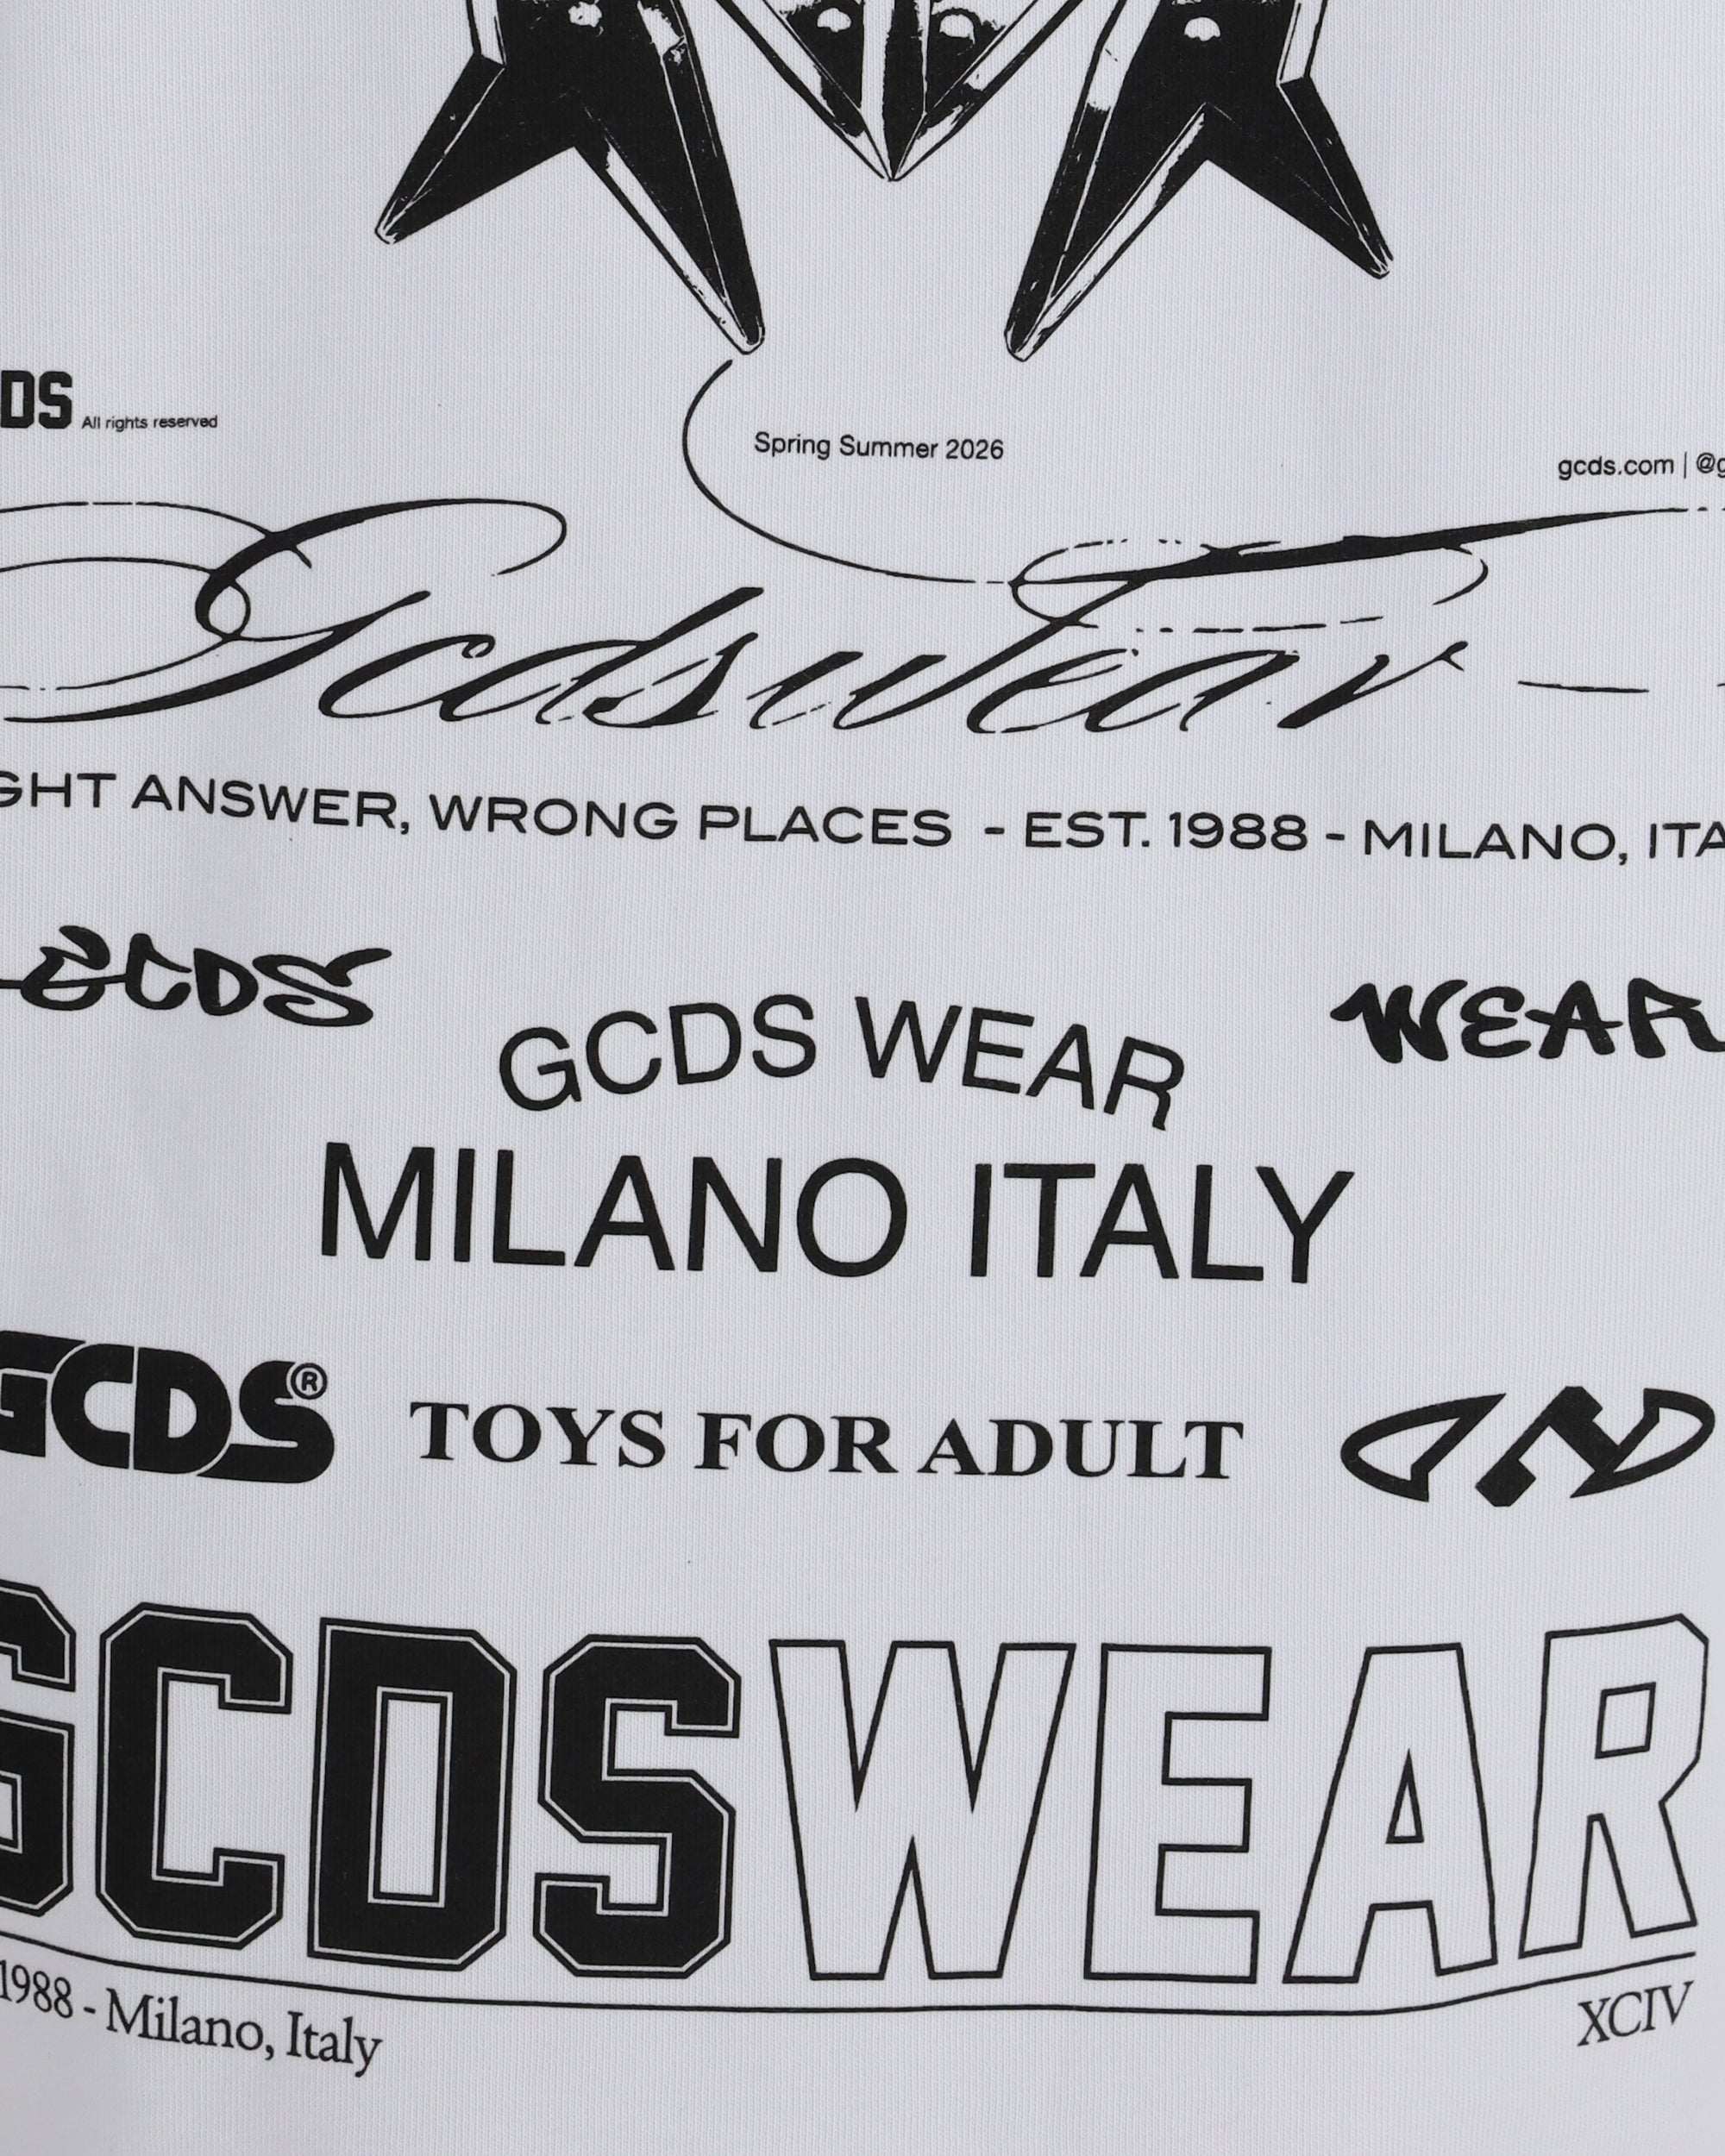 DS All rights reserved
Spring Summer 2026
gcds.com | @g
Gcdswear
GHT ANSWER, WRONG PLACES - EST. 1988 - MILANO, ITA
GCDS
WEAR
GCDS WEAR
MILANO ITALY
GCDS®
TOYS FOR ADULT
GCDSWEAR
1988 - Milano, Italy
XCIV